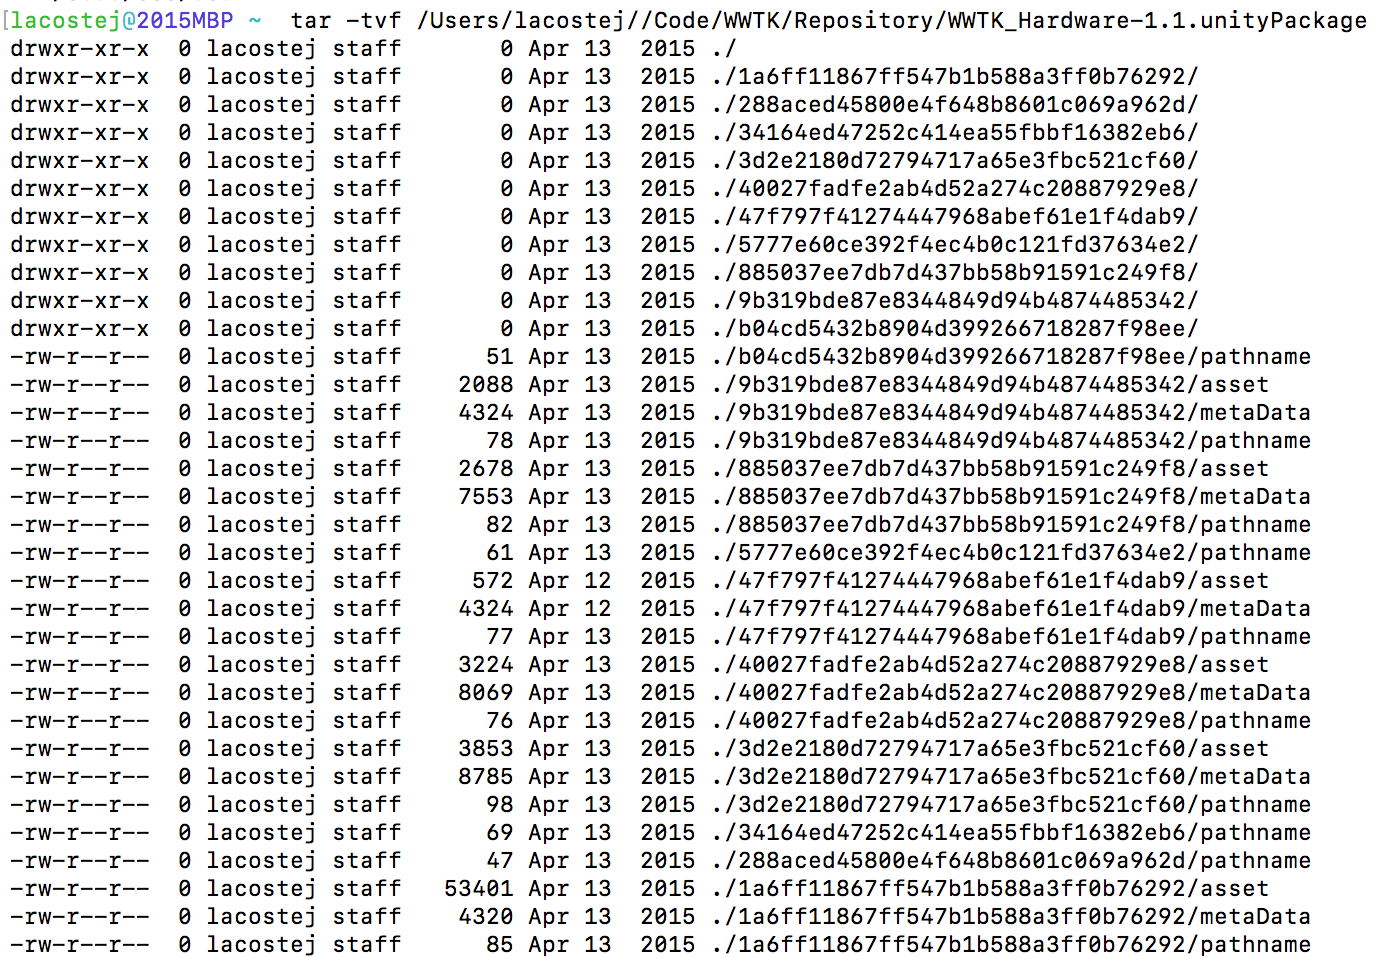 [lacostej@2015MBP ~  tar -tvf /Users/lacostej//Code/WWTK/Repository/WWTK_Hardware-1.1.unityPackage
drwxr-xr-x  0 lacostej staff       0 Apr 13  2015 ./
drwxr-xr-x  0 lacostej staff       0 Apr 13  2015 ./1a6ff11867ff547b1b588a3ff0b76292/
drwxr-xr-x  0 lacostej staff       0 Apr 13  2015 ./288aced45800e4f648b8601c069a962d/
drwxr-xr-x  0 lacostej staff       0 Apr 13  2015 ./34164ed47252c414ea55fbbf16382eb6/
drwxr-xr-x  0 lacostej staff       0 Apr 13  2015 ./3d2e2180d72794717a65e3fbc521cf60/
drwxr-xr-x  0 lacostej staff       0 Apr 13  2015 ./40027fadfe2ab4d52a274c20887929e8/
drwxr-xr-x  0 lacostej staff       0 Apr 13  2015 ./47f797f41274447968abef61e1f4dab9/
drwxr-xr-x  0 lacostej staff       0 Apr 13  2015 ./5777e60ce392f4ec4b0c121fd37634e2/
drwxr-xr-x  0 lacostej staff       0 Apr 13  2015 ./885037ee7db7d437bb58b91591c249f8/
drwxr-xr-x  0 lacostej staff       0 Apr 13  2015 ./9b319bde87e8344849d94b4874485342/
drwxr-xr-x  0 lacostej staff       0 Apr 13  2015 ./b04cd5432b8904d399266718287f98ee/
-rw-r--r--  0 lacostej staff      51 Apr 13  2015 ./b04cd5432b8904d399266718287f98ee/pathname
-rw-r--r--  0 lacostej staff    2088 Apr 13  2015 ./9b319bde87e8344849d94b4874485342/asset
-rw-r--r--  0 lacostej staff    4324 Apr 13  2015 ./9b319bde87e8344849d94b4874485342/metaData
-rw-r--r--  0 lacostej staff      78 Apr 13  2015 ./9b319bde87e8344849d94b4874485342/pathname
-rw-r--r--  0 lacostej staff    2678 Apr 13  2015 ./885037ee7db7d437bb58b91591c249f8/asset
-rw-r--r--  0 lacostej staff    7553 Apr 13  2015 ./885037ee7db7d437bb58b91591c249f8/metaData
-rw-r--r--  0 lacostej staff      82 Apr 13  2015 ./885037ee7db7d437bb58b91591c249f8/pathname
-rw-r--r--  0 lacostej staff      61 Apr 13  2015 ./5777e60ce392f4ec4b0c121fd37634e2/pathname
-rw-r--r--  0 lacostej staff     572 Apr 12  2015 ./47f797f41274447968abef61e1f4dab9/asset
-rw-r--r--  0 lacostej staff    4324 Apr 12  2015 ./47f797f41274447968abef61e1f4dab9/metaData
-rw-r--r--  0 lacostej staff      77 Apr 13  2015 ./47f797f41274447968abef61e1f4dab9/pathname
-rw-r--r--  0 lacostej staff    3224 Apr 13  2015 ./40027fadfe2ab4d52a274c20887929e8/asset
-rw-r--r--  0 lacostej staff    8069 Apr 13  2015 ./40027fadfe2ab4d52a274c20887929e8/metaData
-rw-r--r--  0 lacostej staff      76 Apr 13  2015 ./40027fadfe2ab4d52a274c20887929e8/pathname
-rw-r--r--  0 lacostej staff    3853 Apr 13  2015 ./3d2e2180d72794717a65e3fbc521cf60/asset
-rw-r--r--  0 lacostej staff    8785 Apr 13  2015 ./3d2e2180d72794717a65e3fbc521cf60/metaData
-rw-r--r--  0 lacostej staff      98 Apr 13  2015 ./3d2e2180d72794717a65e3fbc521cf60/pathname
-rw-r--r--  0 lacostej staff      69 Apr 13  2015 ./34164ed47252c414ea55fbbf16382eb6/pathname
-rw-r--r--  0 lacostej staff      47 Apr 13  2015 ./288aced45800e4f648b8601c069a962d/pathname
-rw-r--r--  0 lacostej staff   53401 Apr 13  2015 ./1a6ff11867ff547b1b588a3ff0b76292/asset
-rw-r--r--  0 lacostej staff    4320 Apr 13  2015 ./1a6ff11867ff547b1b588a3ff0b76292/metaData
-rw-r--r--  0 lacostej staff      85 Apr 13  2015 ./1a6ff11867ff547b1b588a3ff0b76292/pathname